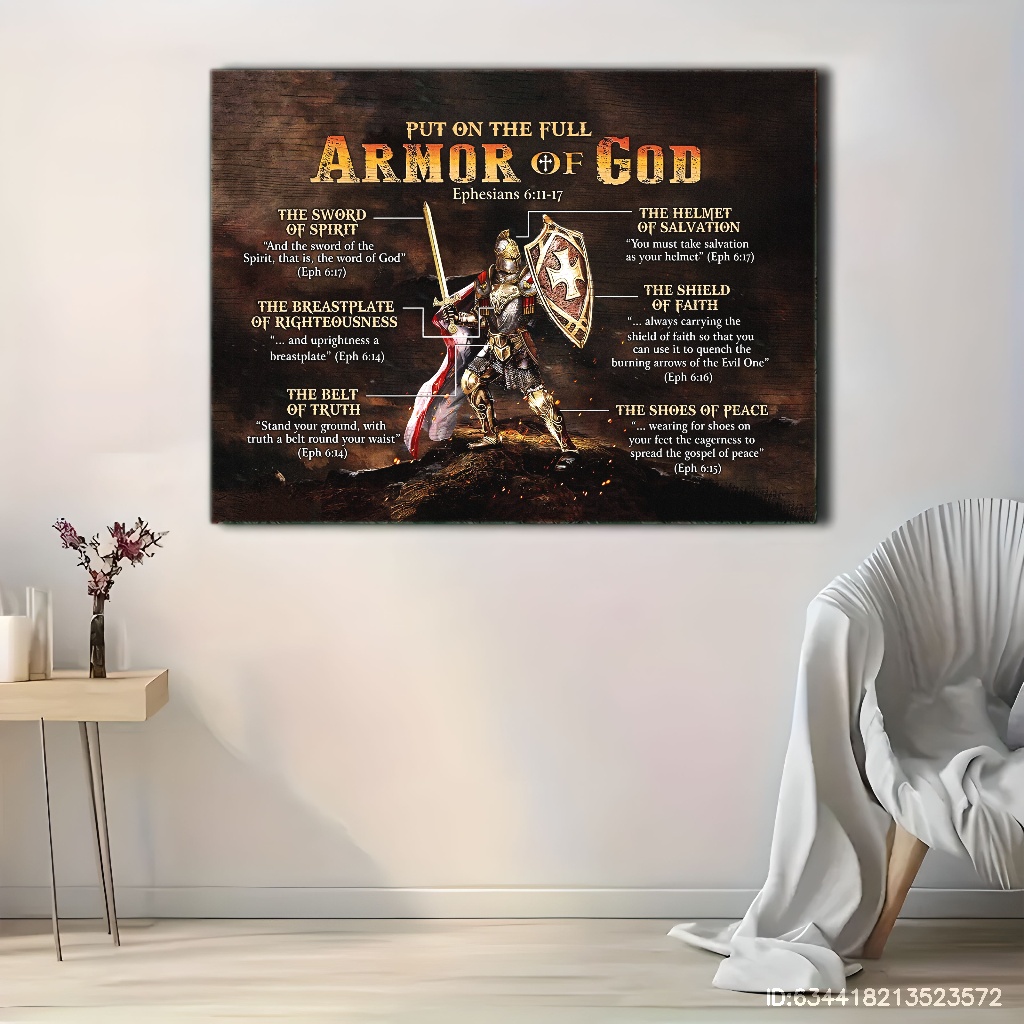 PUT ON THE FULL
ARMOR OF GOD
Ephesians 6:11-17
THE SWORD
OF SPIRIT
"And the sword of the
Spirit, that is, the word of God"
(Eph 6:17)
THE BREASTPLATE
OF RIGHTEOUSNESS
"... and uprightness a
breastplate" (Eph 6:14)
THE BELT
OF TRUTH
"Stand your ground, with
truth a belt round your waist"
(Eph 6:14)
THE HELMET
OF SALVATION
"You must take salvation
as your helmet" (Eph 6:17)
THE SHIELD
OF FAITH
"... always carrying the
shield of faith so that you
can use it to quench the
burning arrows of the Evil One"
(Eph 6:16)
THE SHOES OF PEACE
"... wearing for shoes on
your feet the eagerness to
spread the gospel of peace"
(Eph 6:15)
ID:634418213523572